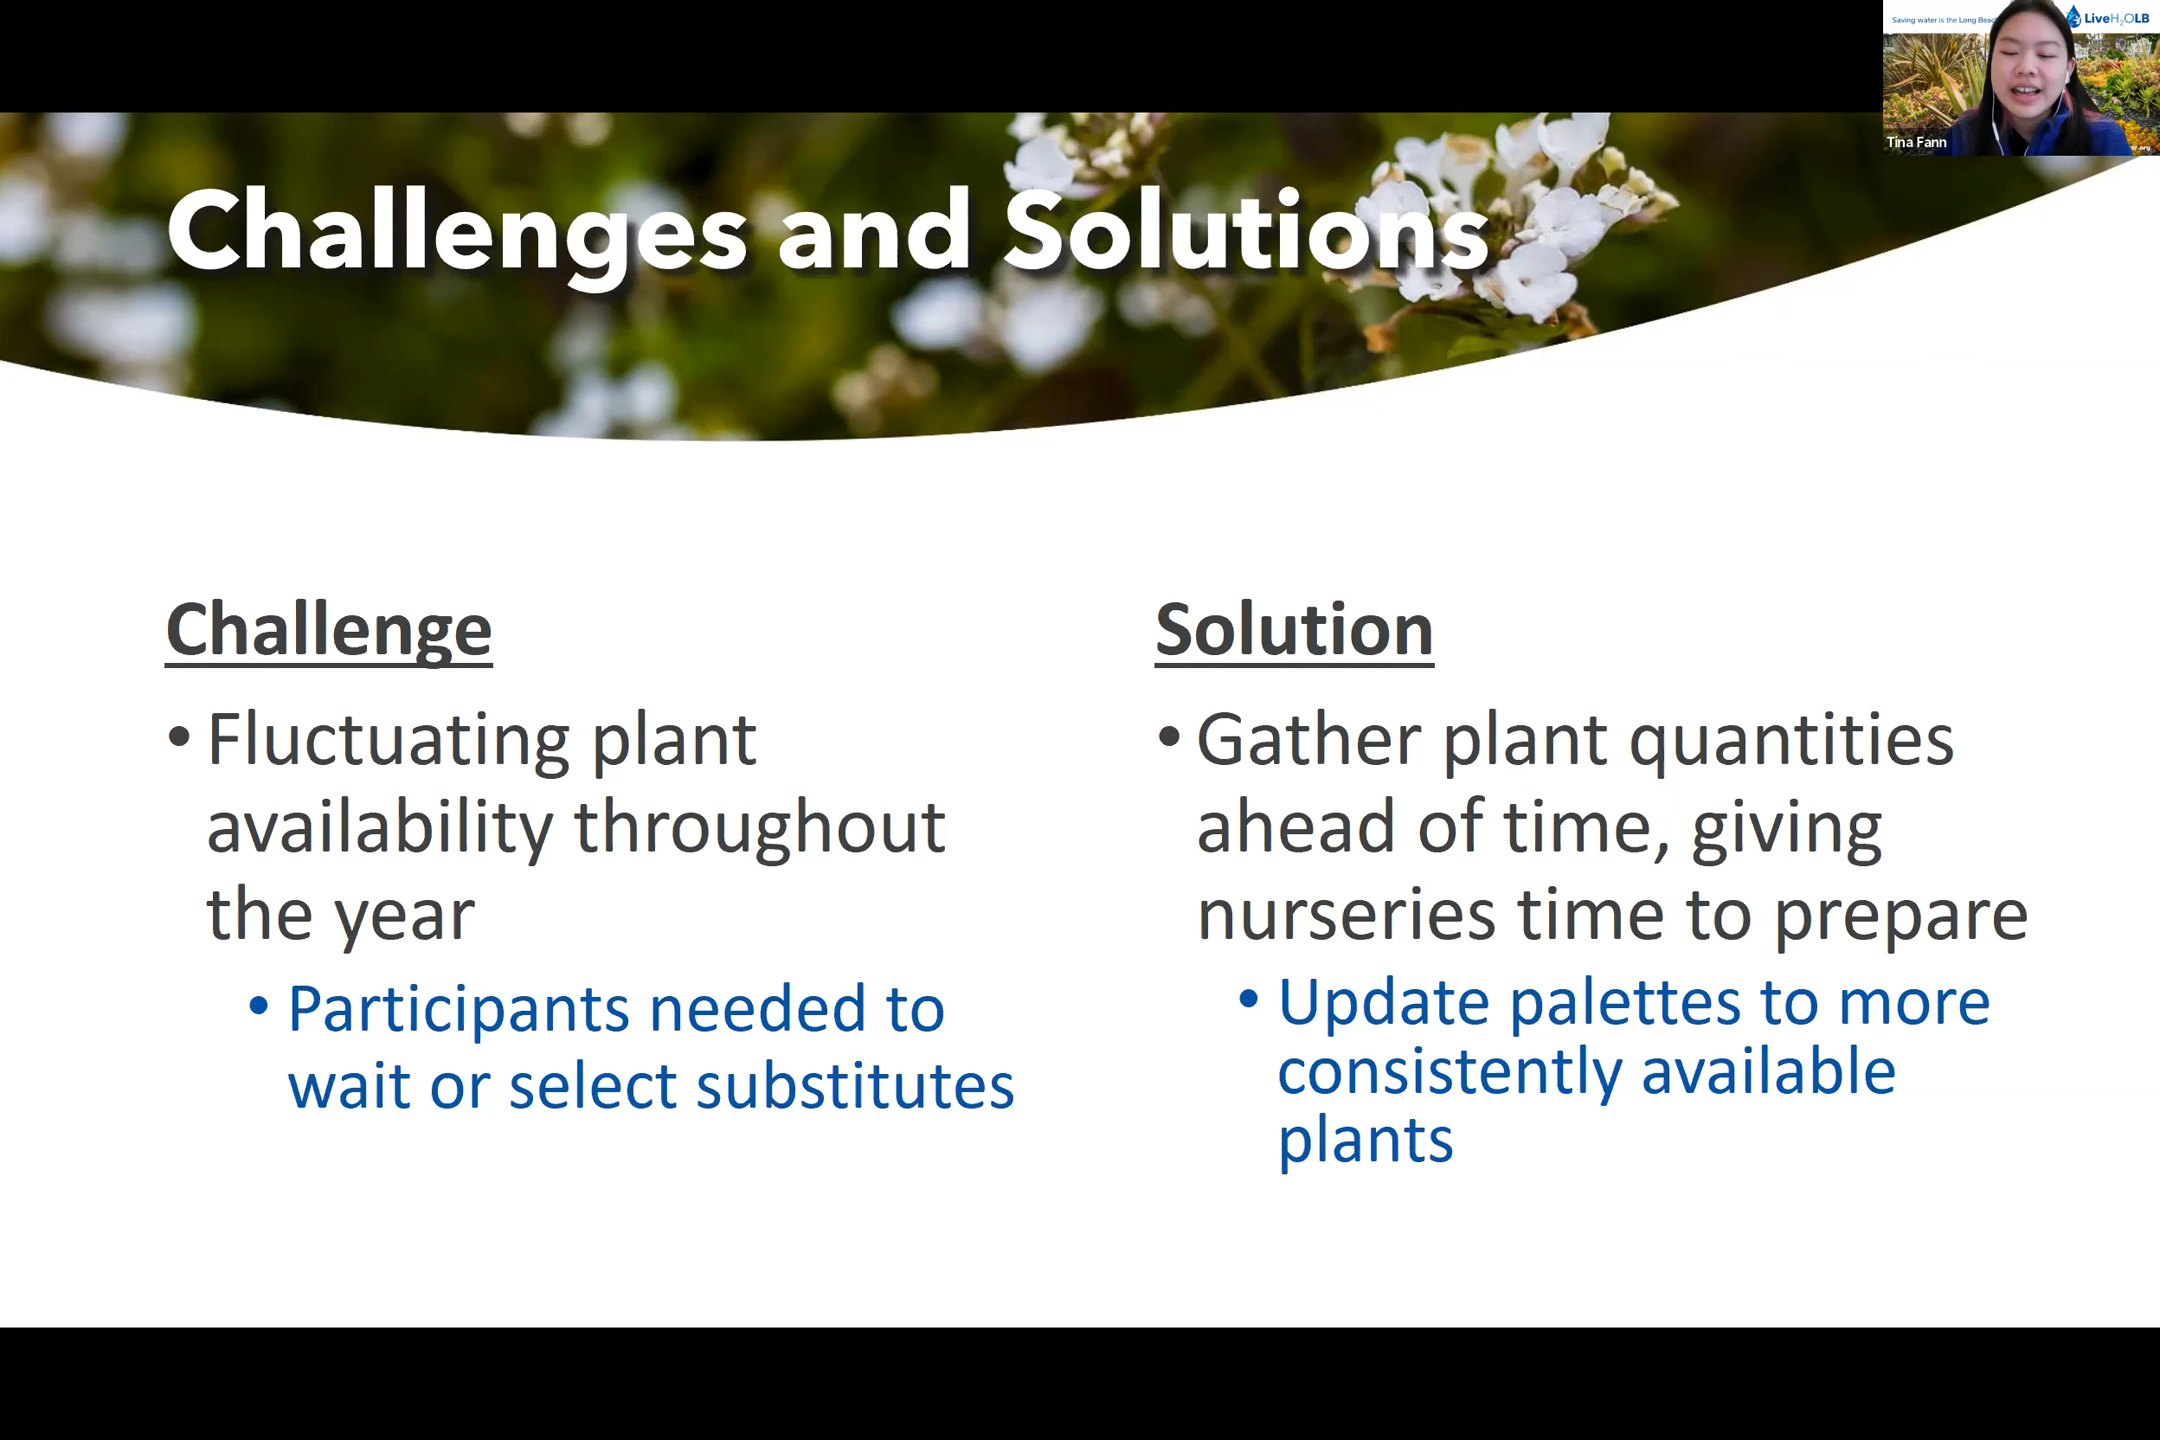 Saving water is the Long Beac
LiveH₂OLB
Tina Fann
Challenges and Solutions
Challenge
• Fluctuating plant
availability throughout
the year
• Participants needed to
wait or select substitutes
Solution
• Gather plant quantities
ahead of time, giving
nurseries time to prepare
• Update palettes to more
consistently available
plants